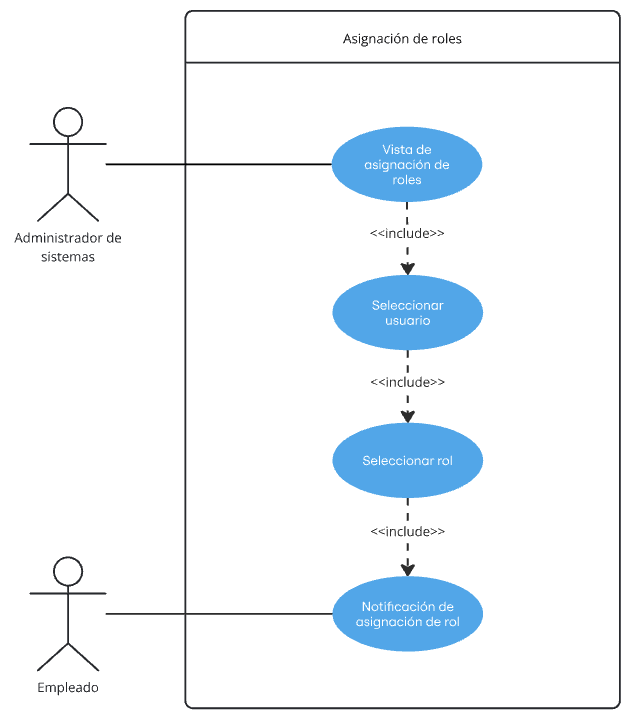 Asignación de roles
Vista de
asignación de
roles
Administrador de
sistemas
<<include>>
Seleccionar
usuario
<<include>>
Seleccionar rol
<<include>>
Notificación de
asignación de rol
Empleado